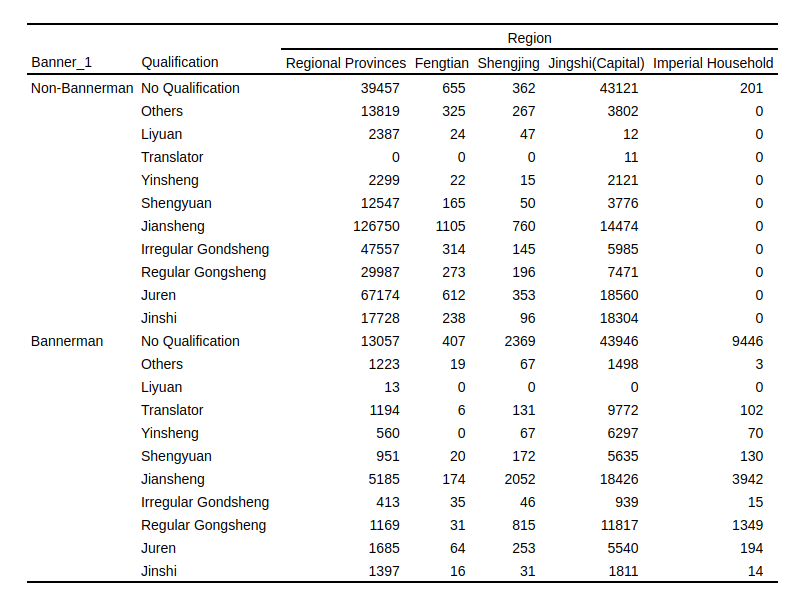 Region
Banner_1 Qualification Regional Provinces Fengtian Shengjing Jingshi(Capital) Imperial Household
Non-Bannerman No Qualification 39457 655 362 43121 201
Others 13819 325 267 3802 0
Liyuan 2387 24 47 12 0
Translator 0 0 0 11 0
Yinsheng 2299 22 15 2121 0
Shengyuan 12547 165 50 3776 0
Jiansheng 126750 1105 760 14474 0
Irregular Gondsheng 47557 314 145 5985 0
Regular Gongsheng 29987 273 196 7471 0
Juren 67174 612 353 18560 0
Jinshi 17728 238 96 18304 0
Bannerman No Qualification 13057 407 2369 43946 9446
Others 1223 19 67 1498 3
Liyuan 13 0 0 0 0
Translator 1194 6 131 9772 102
Yinsheng 560 0 67 6297 70
Shengyuan 951 20 172 5635 130
Jiansheng 5185 174 2052 18426 3942
Irregular Gondsheng 413 35 46 939 15
Regular Gongsheng 1169 31 815 11817 1349
Juren 1685 64 253 5540 194
Jinshi 1397 16 31 1811 14